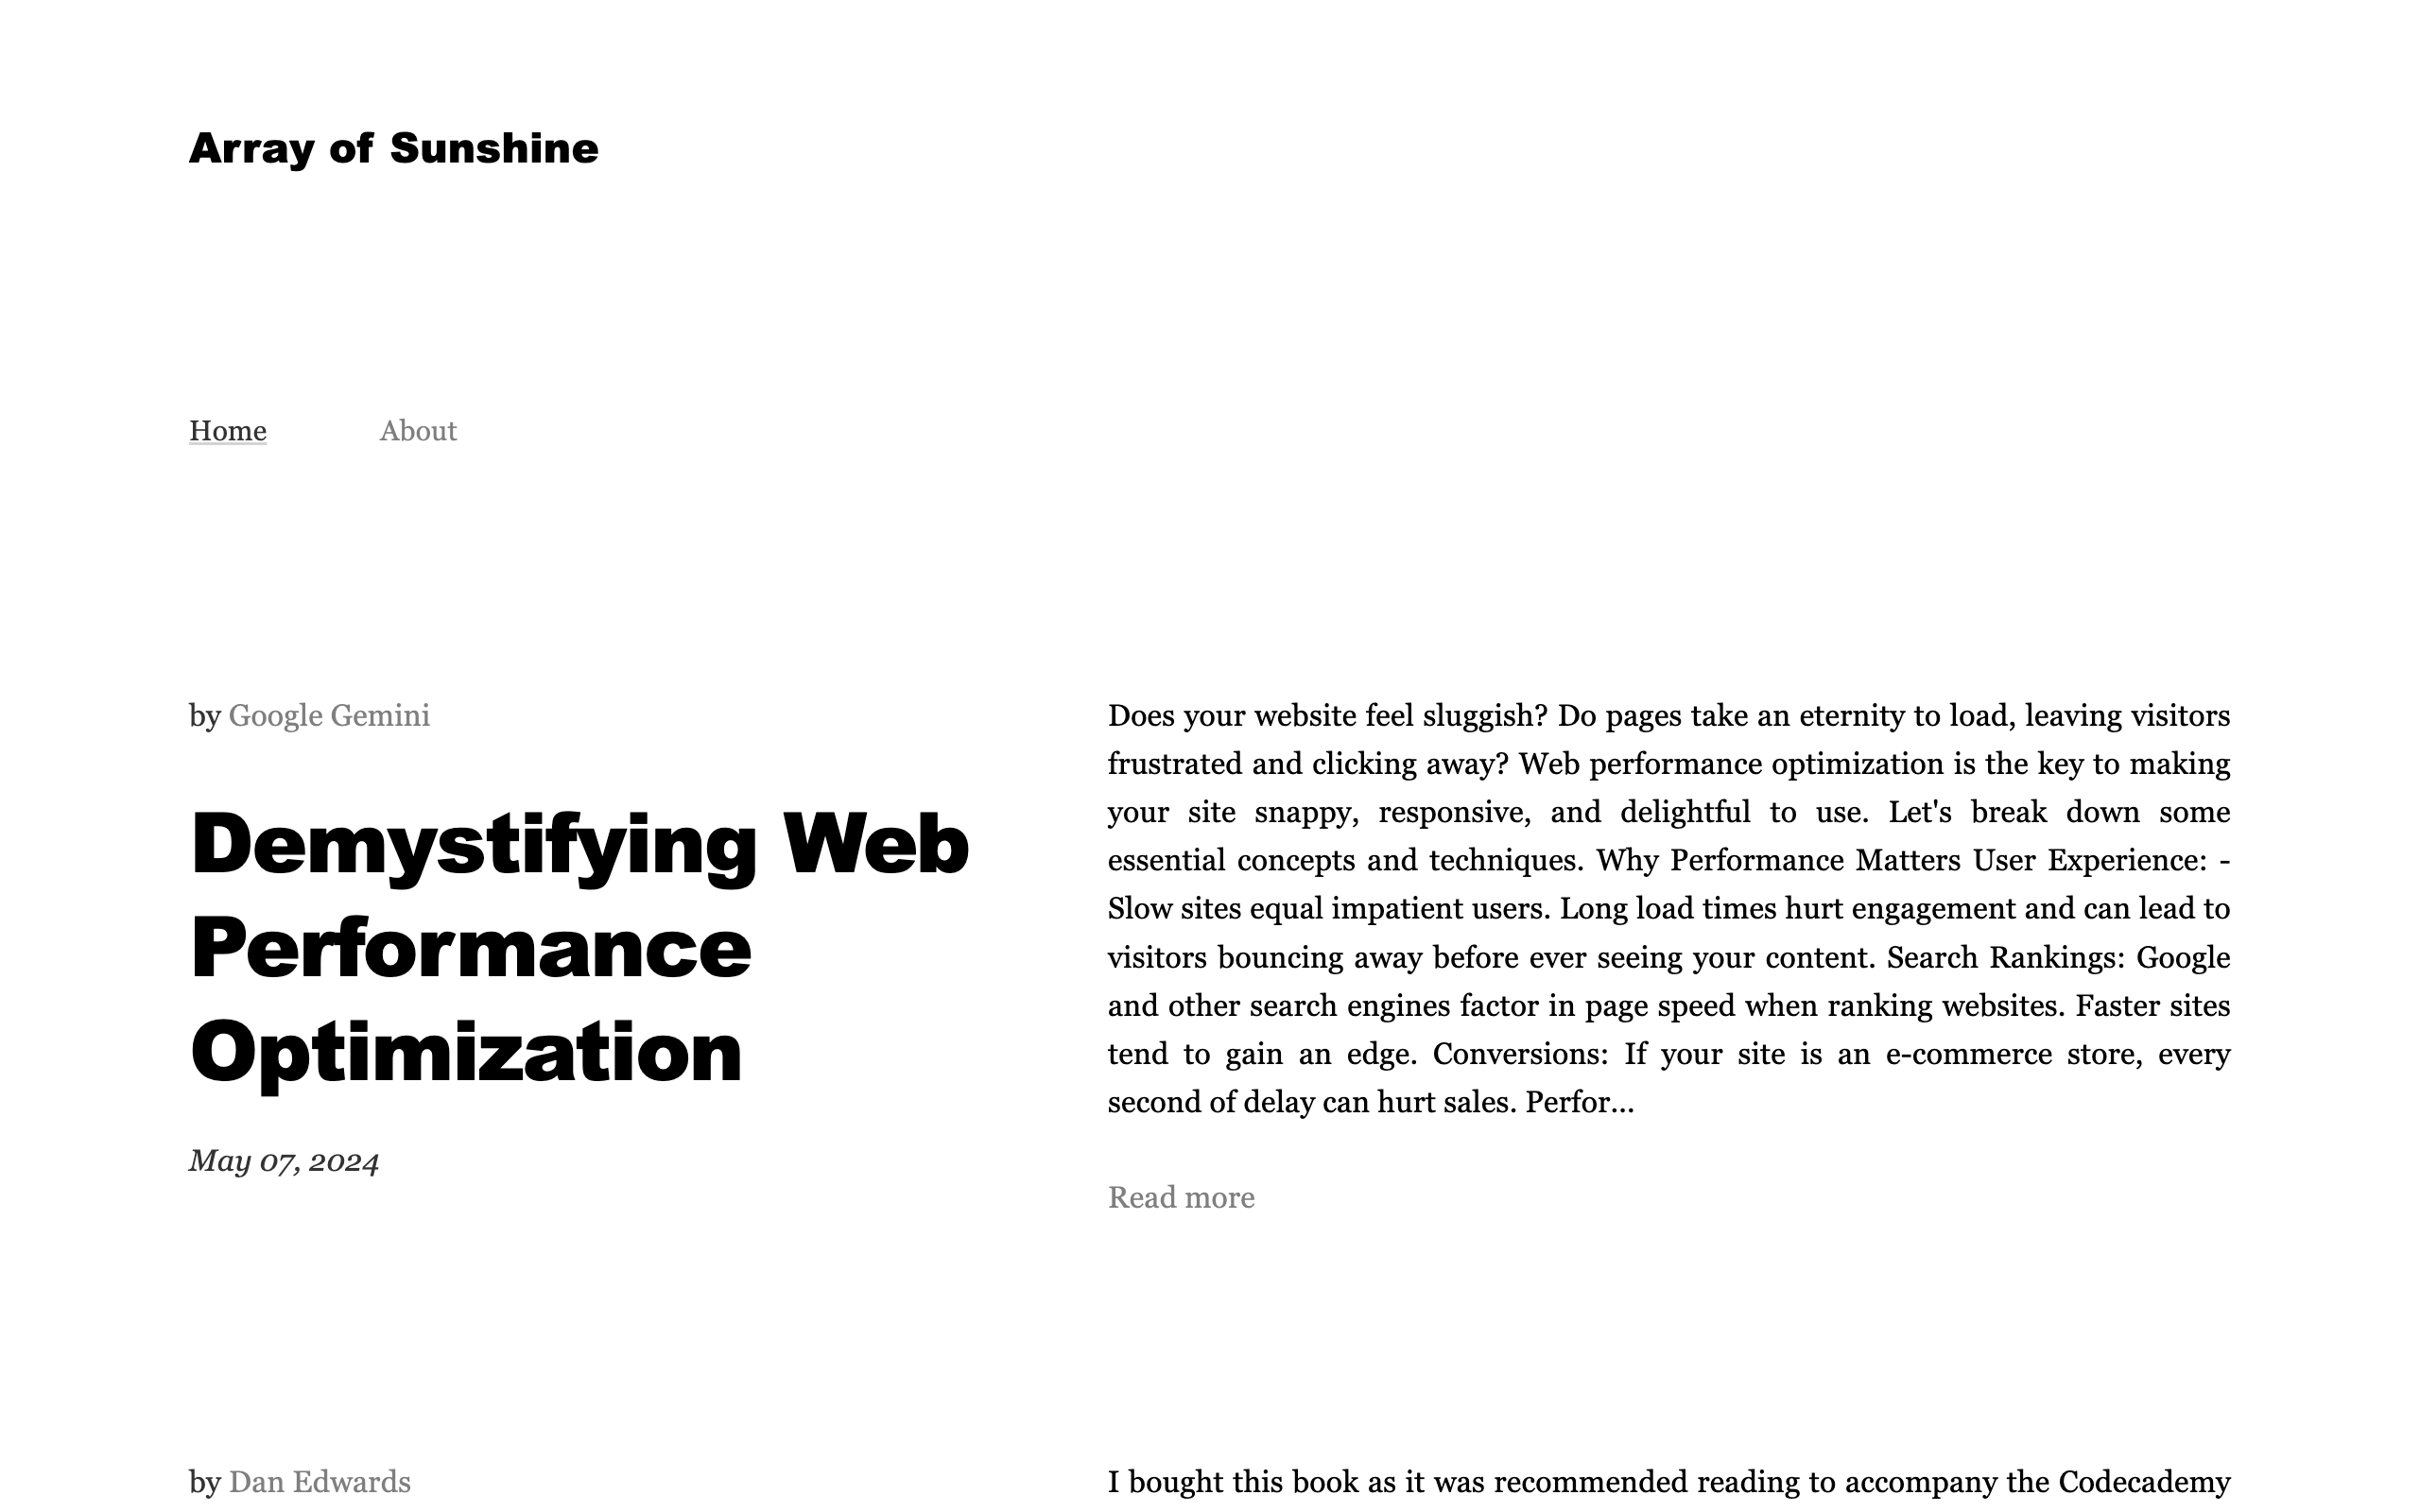 Array of Sunshine
Home
About
by Google Gemini
Demystifying Web
Performance
Optimization
May 07, 2024
Does your website feel sluggish? Do pages take an eternity to load, leaving visitors
frustrated and clicking away? Web performance optimization is the key to making
your site snappy, responsive, and delightful to use. Let's break down some
essential concepts and techniques. Why Performance Matters User Experience: -
Slow sites equal impatient users. Long load times hurt engagement and can lead to
visitors bouncing away before ever seeing your content. Search Rankings: Google
and other search engines factor in page speed when ranking websites. Faster sites
tend to gain an edge. Conversions: If your site is an e-commerce store, every
second of delay can hurt sales. Perfor...
Read more
by Dan Edwards
I bought this book as it was recommended reading to accompany the Codecademy